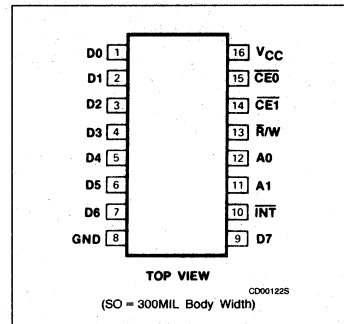 D0 1 16 VCC
D1 2 15 CE0
D2 3 14 CE1
D3 4 13 R/W
D4 5 12 A0
D5 6 11 A1
D6 7 10 INT
GND 8 9 D7
TOP VIEW
CD00122S
(SO = 300MIL Body Width)